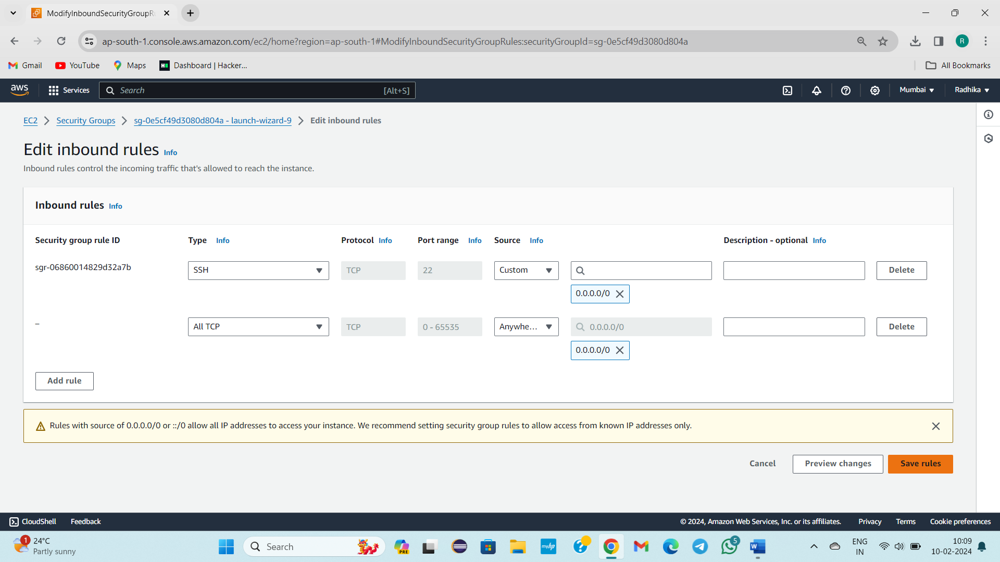 ModifyInboundSecurityGroupRu
ap-south-1.console.aws.amazon.com/ec2/home?region=ap-south-1#ModifyInboundSecurityGroupRules:securityGroupId=sg-0e5cf49d3080d804a
R
Gmail YouTube Maps Dashboard | Hacker... All Bookmarks
aws Services Search [Alt+S] Mumbai Radhika
EC2 Security Groups sg-0e5cf49d3080d804a - launch-wizard-9 Edit inbound rules
Edit inbound rules Info
Inbound rules control the incoming traffic that's allowed to reach the instance.
Inbound rules Info
Security group rule ID Type Info Protocol Info Port range Info Source Info Description - optional Info
sgr-06860014829d32a7b SSH TCP 22 Custom Delete
0.0.0.0/0
– All TCP TCP 0 - 65535 Anywhe... 0.0.0.0/0 Delete
0.0.0.0/0
Add rule
Rules with source of 0.0.0.0/0 or ::/0 allow all IP addresses to access your instance. We recommend setting security group rules to allow access from known IP addresses only.
Cancel Preview changes Save rules
CloudShell Feedback © 2024, Amazon Web Services, Inc. or its affiliates. Privacy Terms Cookie preferences
1 24°C
Partly sunny
Search
PRE
myhp
5
W
ENG
IN
10:09
10-02-2024